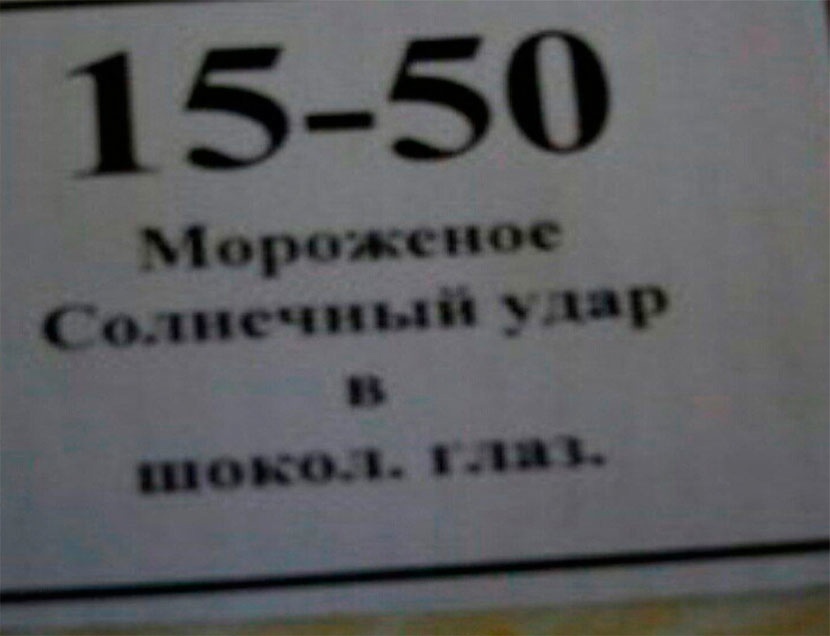 15-50
Мороженое
Солнечный удар
в
шокол. глаз.